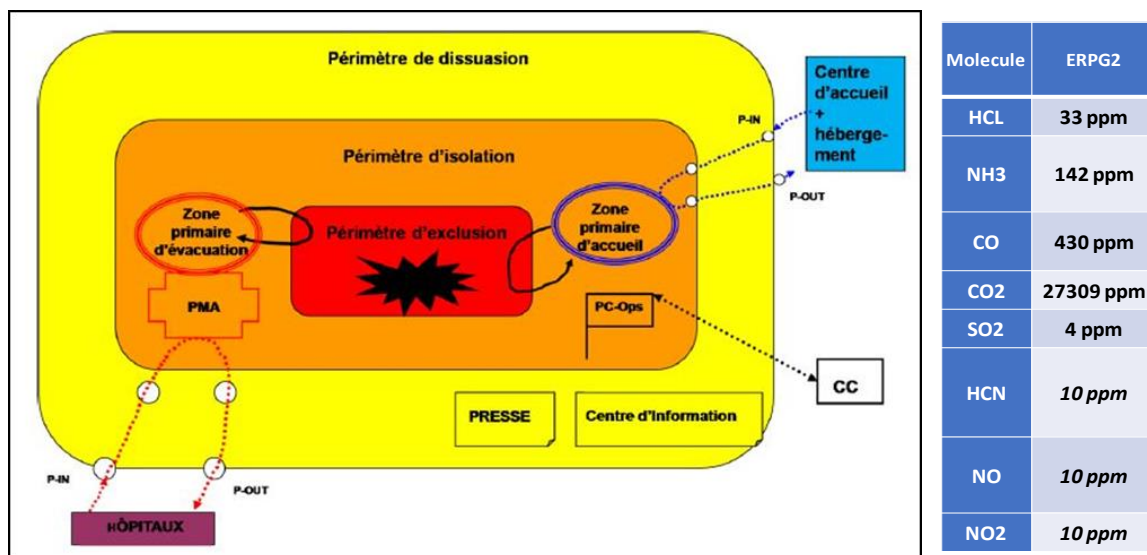 Périmètre de dissuasion
Centre
d'accueil
+
héberge-
ment
P-IN
P-OUT
Périmètre d'isolation
Zone
primaire
d'évacuation
Périmètre d'exclusion
Zone
primaire
d'accueil
PMA
PC-Ops
CC
PRESSE
Centre d'Information
P-IN
P-OUT
HÔPITAUX
Molecule ERPG2
HCL 33 ppm
NH3 142 ppm
CO 430 ppm
CO2 27309 ppm
SO2 4 ppm
HCN 10 ppm
NO 10 ppm
NO2 10 ppm